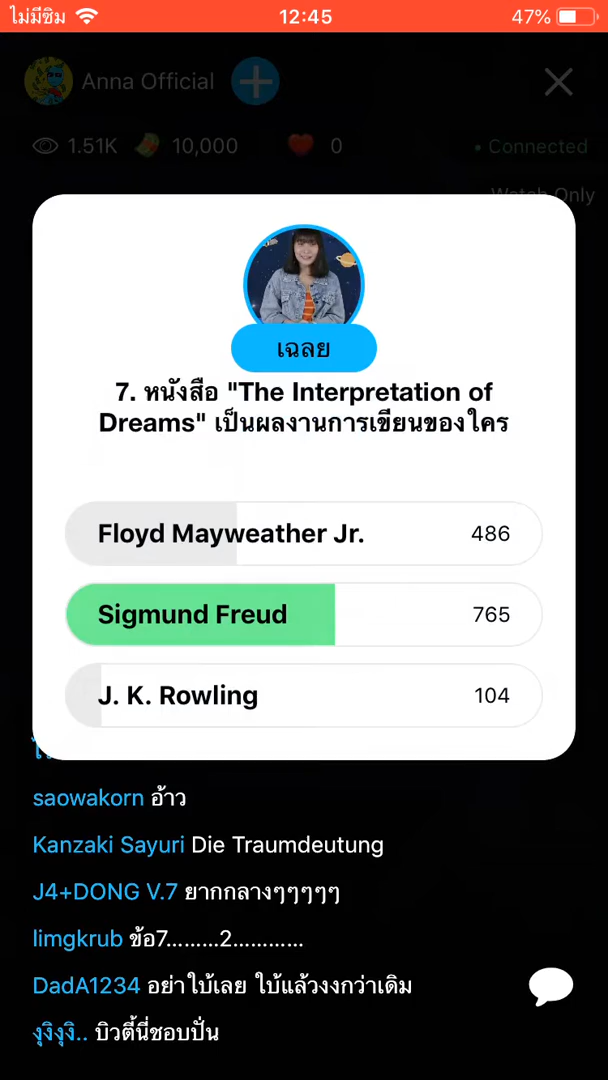 ไม่มีซิม 12:45 47%
Anna Official
1.51K 10,000 0 • Connected
Watch Only
เฉลย
7. หนังสือ "The Interpretation of
Dreams" เป็นผลงานการเขียนของใคร
Floyd Mayweather Jr. 486
Sigmund Freud 765
J. K. Rowling 104
saowakorn อ้าว
Kanzaki Sayuri Die Traumdeutung
J4+DONG V.7 ยากกลางๆๆๆๆๆ
limgkrub ข้อ7.........2............
DadA1234 อย่าใบ้เลย ใบ้แล้วงงกว่าเดิม
งุงิงุงิ.. บิวตี้นี่ชอบปั่น